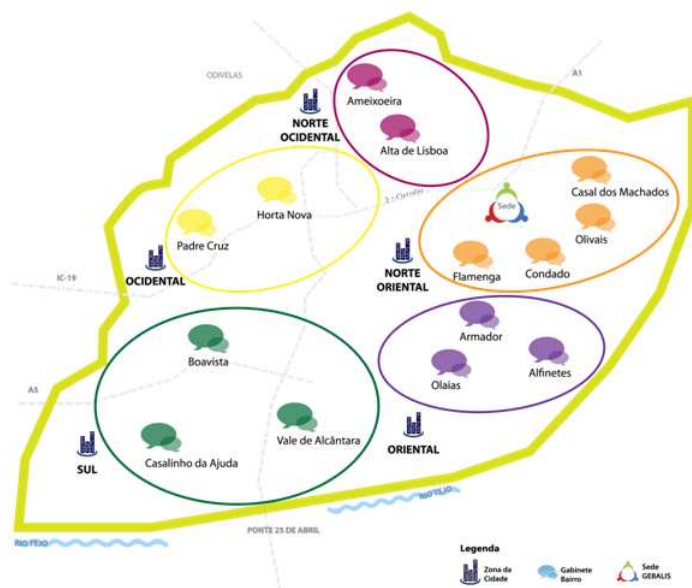 ODIVELAS
A1
Ameixoeira
NORTE
OCIDENTAL
Alta de Lisboa
Casal dos Machados
2.ª Circular
Sede
Horta Nova
Padre Cruz
Olivais
NORTE
ORIENTAL
Flamenga
Condado
OCIDENTAL
IC-19
Armador
Boavista
Olaias
Alfinetes
A5
Vale de Alcântara
ORIENTAL
Casalinho da Ajuda
SUL
RIO TEJO
PONTE 25 DE ABRIL
RIO TEJO
Legenda
Zona da
Cidade
Gabinete
Bairro
Sede
GEBALIS